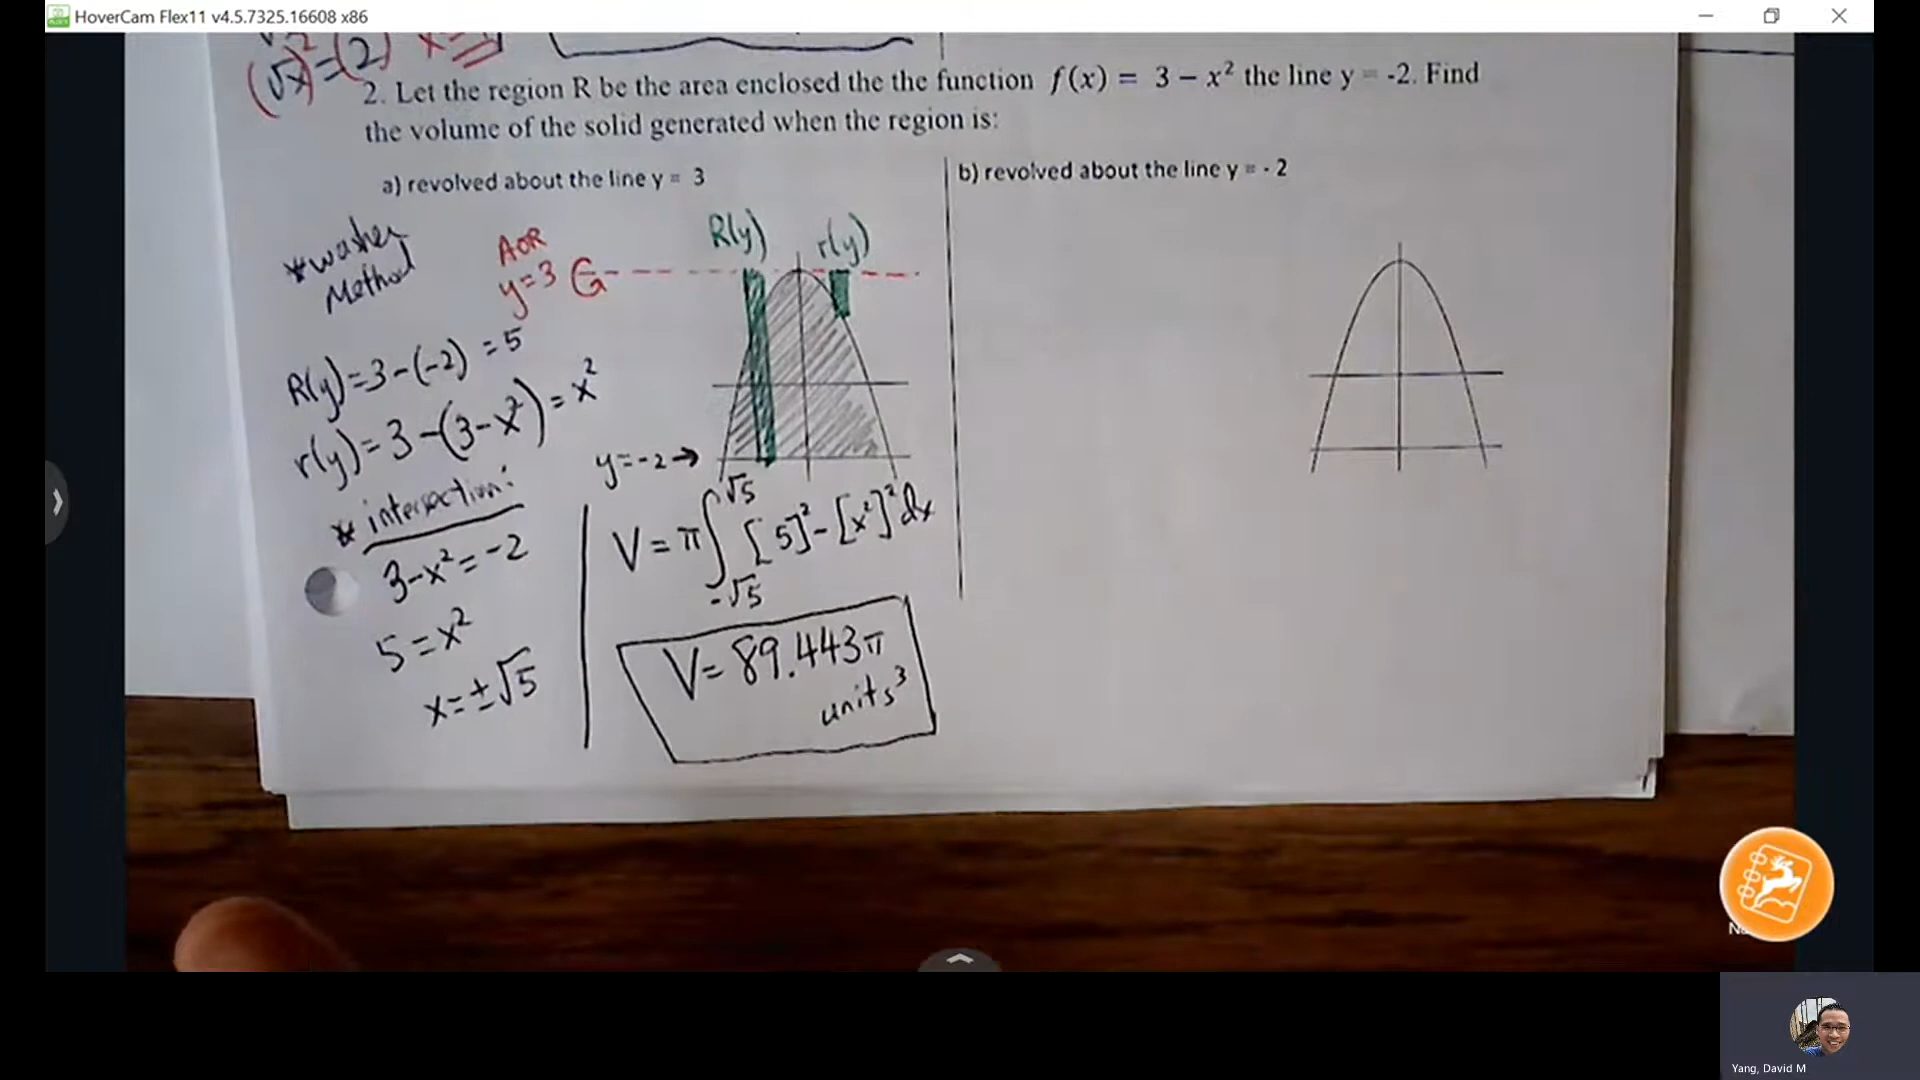 HoverCam Flex11 v4.5.7325.16608 x86
(√x)²=(2)
2. Let the region R be the area enclosed the the function f(x) = 3 − x² the line y = -2. Find
the volume of the solid generated when the region is:
a) revolved about the line y = 3
*washer
Method
AOR
y=3
R(y)
r(y)
R(y)=3-(-2) =5
r(y)=3-(3-x²)=x²
y=-2→
* intersection:
3-x²=-2
5=x²
x=±√5
V=π∫ √5 -√5 [5]²-[x²]²dx
V=89.443π
units³
b) revolved about the line y = - 2
Yang, David M